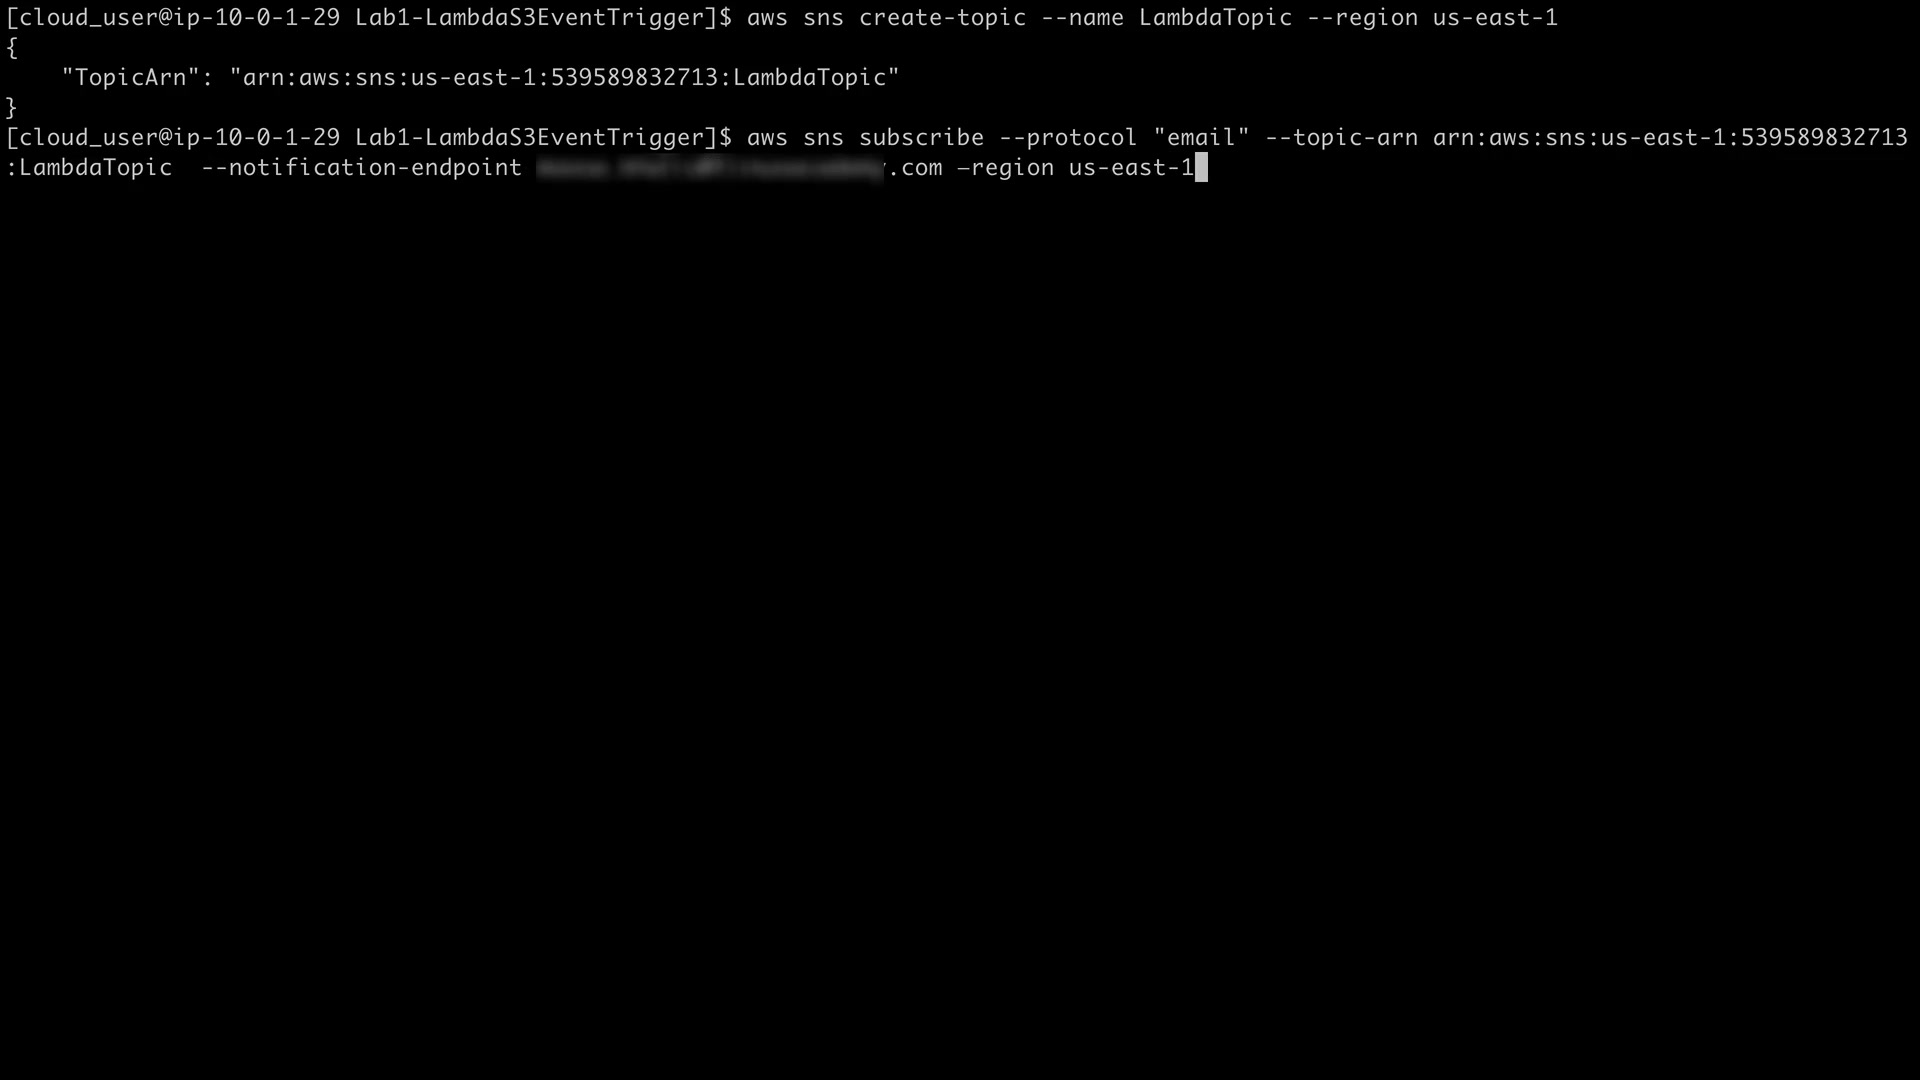 [cloud_user@ip-10-0-1-29 Lab1-LambdaS3EventTrigger]$ aws sns create-topic --name LambdaTopic --region us-east-1
{
    "TopicArn": "arn:aws:sns:us-east-1:539589832713:LambdaTopic"
}
[cloud_user@ip-10-0-1-29 Lab1-LambdaS3EventTrigger]$ aws sns subscribe --protocol "email" --topic-arn arn:aws:sns:us-east-1:539589832713
:LambdaTopic  --notification-endpoint .com –region us-east-1